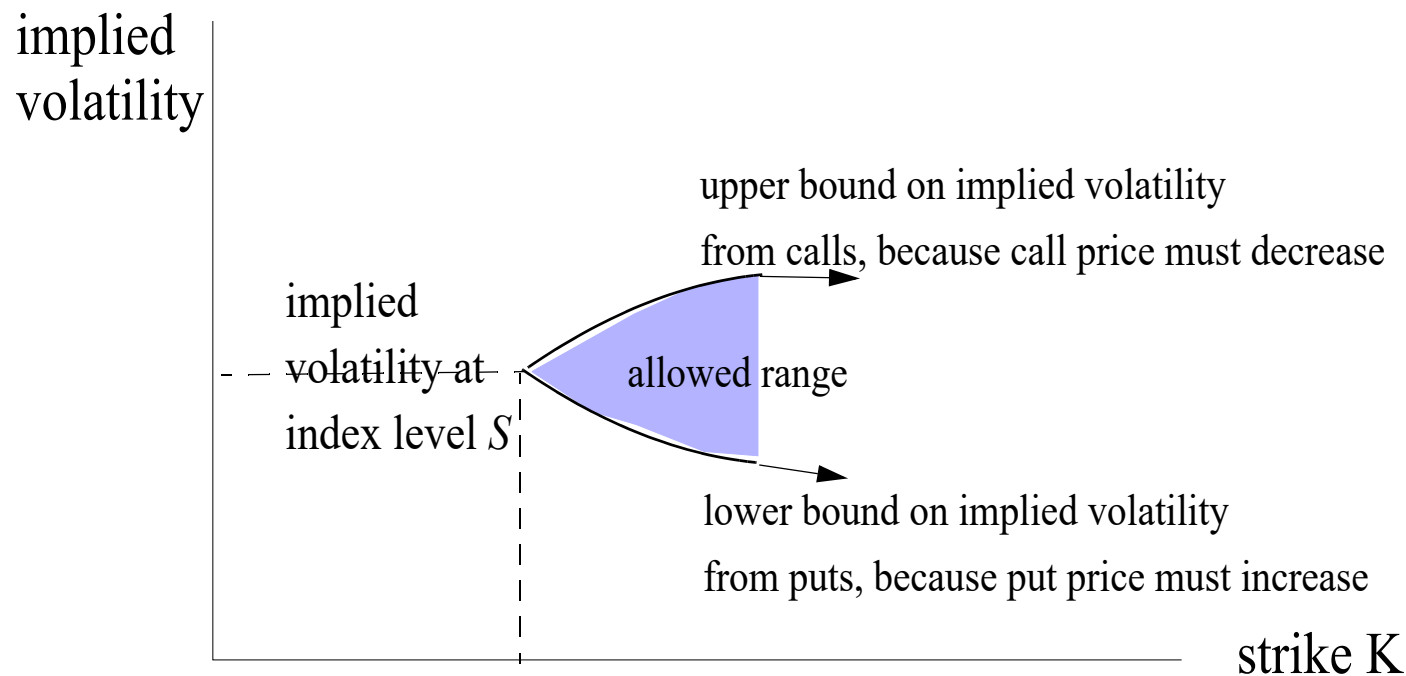 implied
volatility
upper bound on implied volatility
from calls, because call price must decrease
implied
volatility at
index level S
allowed range
lower bound on implied volatility
from puts, because put price must increase
strike K